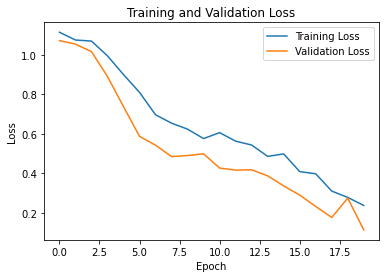 Training and Validation Loss
Training Loss
Validation Loss
1.0
0.8
0.6
0.4
0.2
Loss
0.0
2.5
5.0
7.5
10.0
12.5
15.0
17.5
Epoch